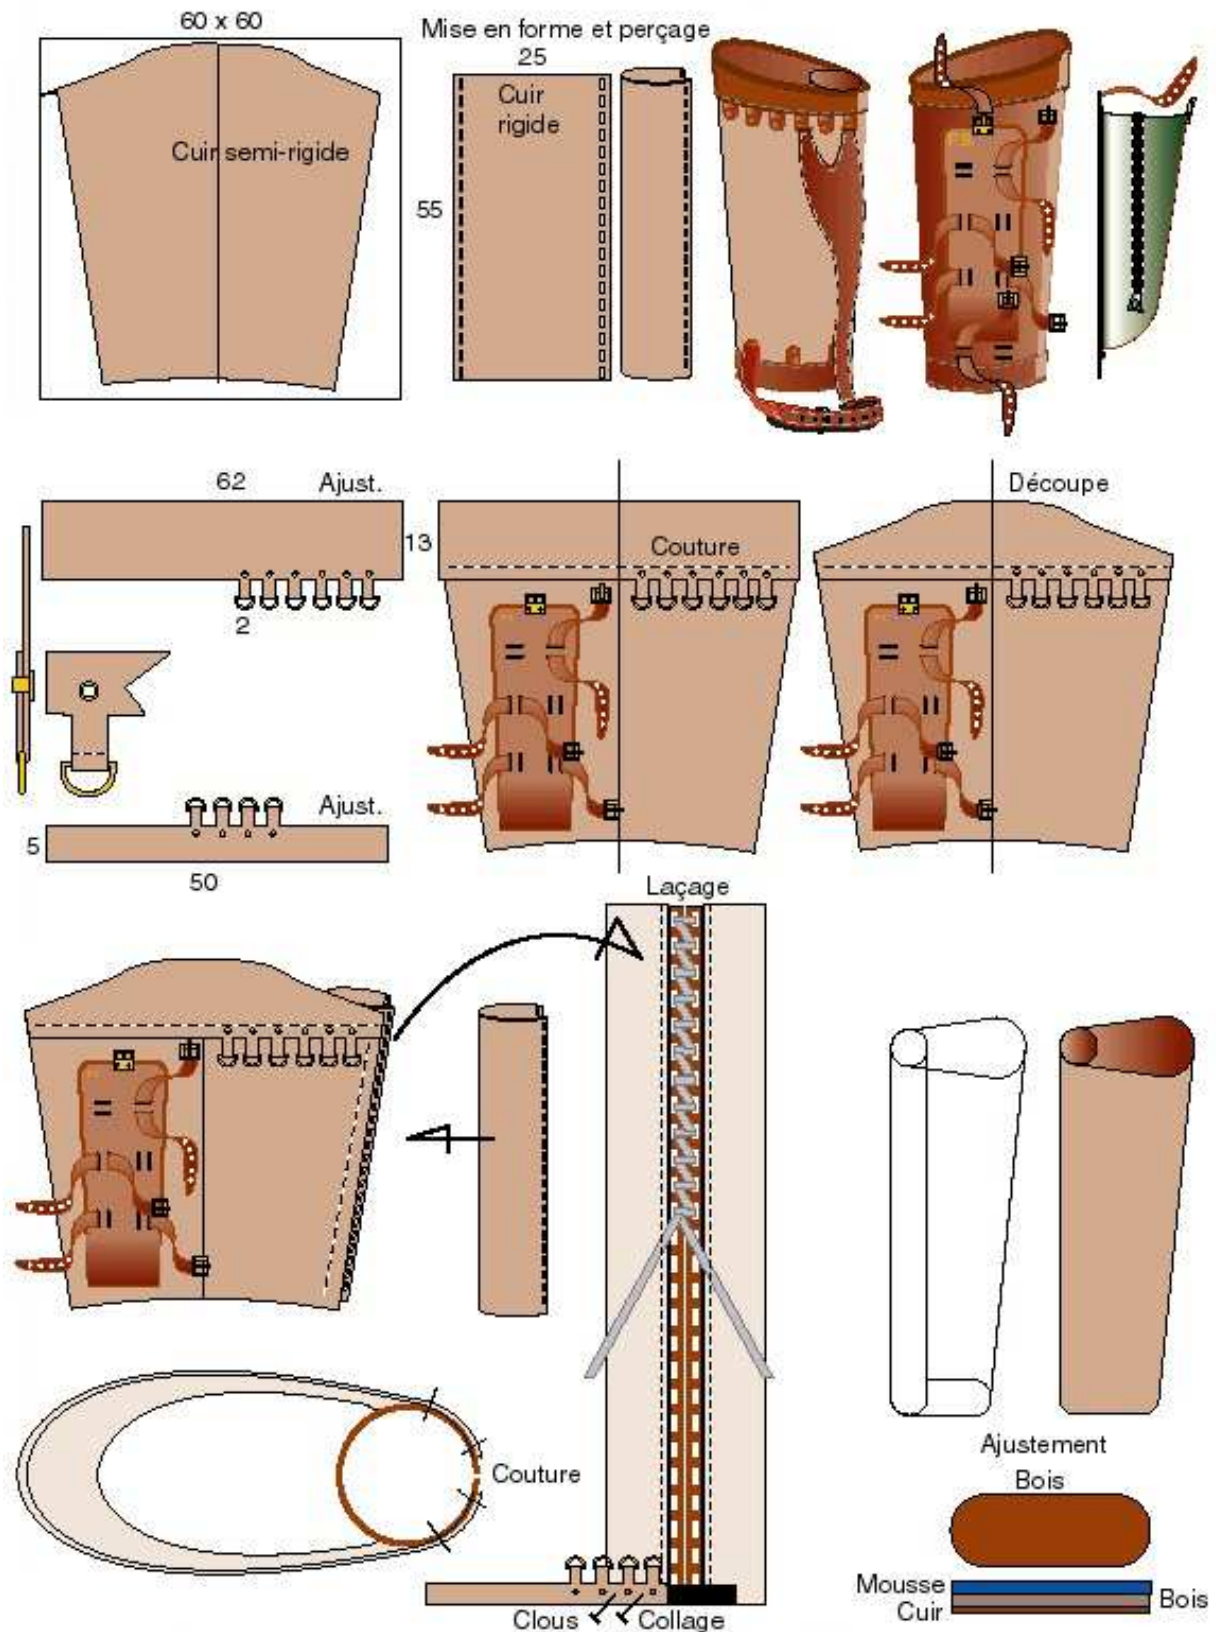 60 x 60
Mise en forme et perçage
25
Cuir
rigide
Cuir semi-rigide
55
62
Ajust.
13
Couture
Découpe
2
Ajust.
5
50
Laçage
Couture
Ajustement
Bois
Mousse
Bois
Cuir
Clous
Collage